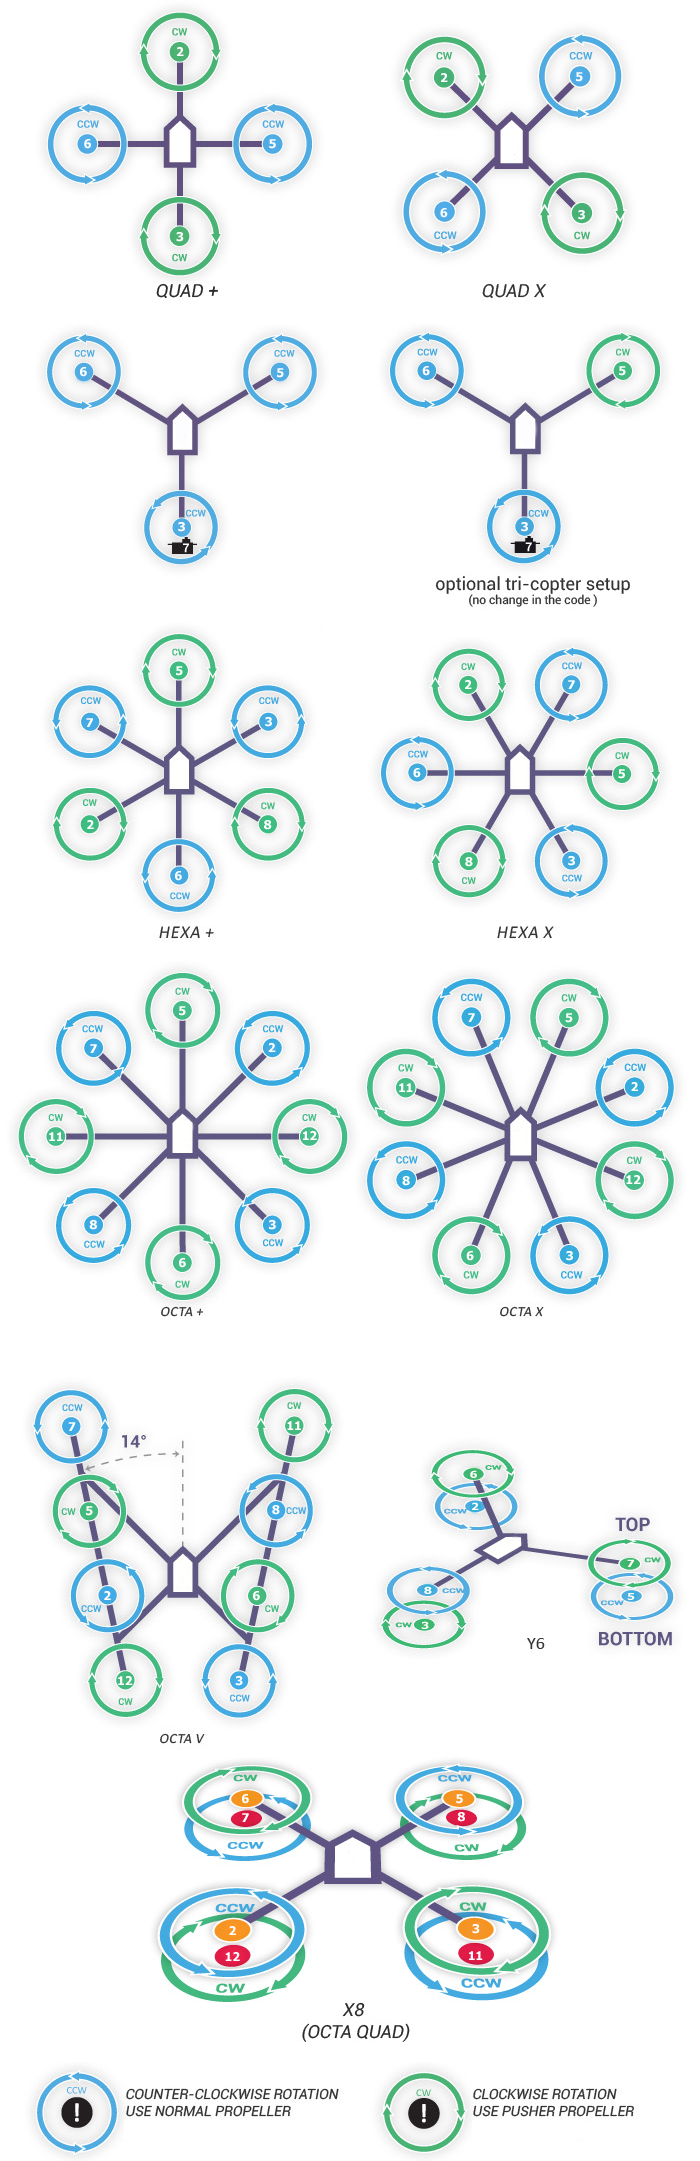 CW
2
CCW
6
CCW
5
3
CW
QUAD +
CW
2
CCW
5
6
CCW
3
CW
QUAD X
CCW
6
CCW
5
3 CCW
7
CCW
6
CW
5
CCW
3
7
optional tri-copter setup
(no change in the code )
CW
5
CCW
7
CCW
3
CW
2
CW
8
6
CCW
HEXA +
CW
2
CCW
7
CCW
6
CW
5
8
CW
3
CCW
HEXA X
CW
5
CCW
7
CCW
2
CW
11
CW
12
8
CCW
3
CCW
6
CW
OCTA +
CCW
7
CW
5
11
CW
CCW
2
CCW
8
CW
12
6
CW
3
CCW
OCTA X
CCW
7
CW
11
14°
CW 5
8 CCW
2
CCW
6
CW
12
CW
3
CCW
OCTA V
6 CW
CCW 2
TOP
7 CW
CCW 5
8 CCW
CW 3
BOTTOM
Y6
CW
6
7
CCW
CCW
5
8
CW
CCW
2
12
CW
CW
3
11
CCW
X8
(OCTA QUAD)
CCW
!
COUNTER-CLOCKWISE ROTATION
USE NORMAL PROPELLER
CW
!
CLOCKWISE ROTATION
USE PUSHER PROPELLER